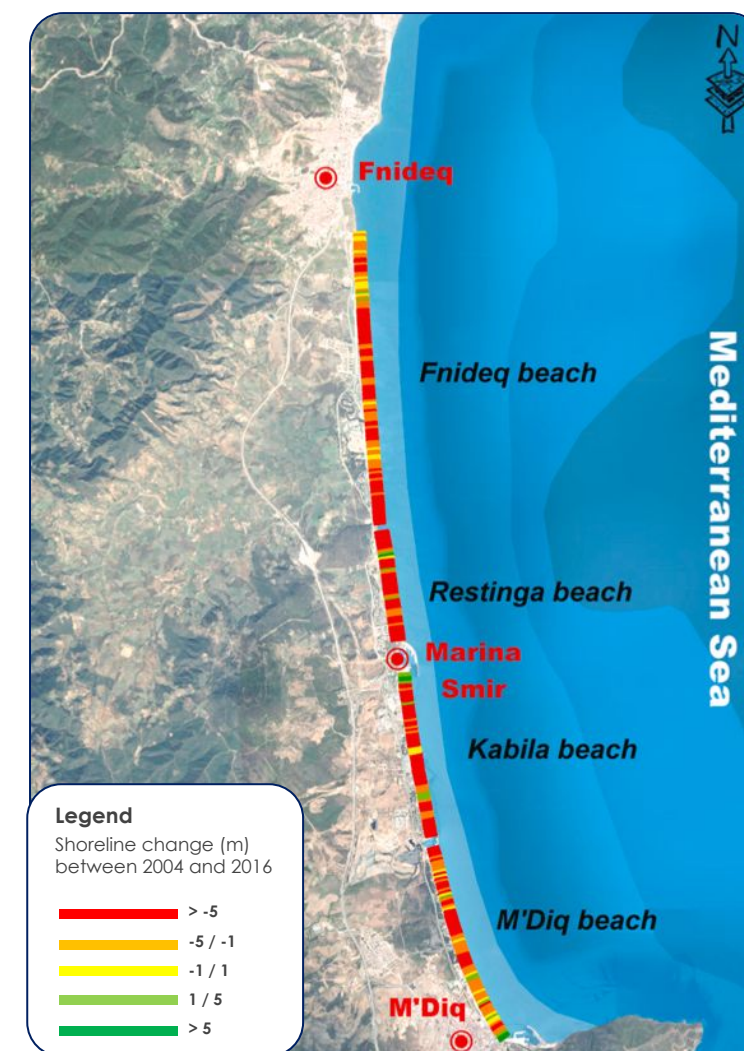 N
Fnideq
Fnideq beach
Mediterranean Sea
Restinga beach
Marina
Smir
Kabila beach
M'Diq beach
M'Diq
Legend
Shoreline change (m)
between 2004 and 2016
> -5
-5 / -1
-1 / 1
1 / 5
> 5